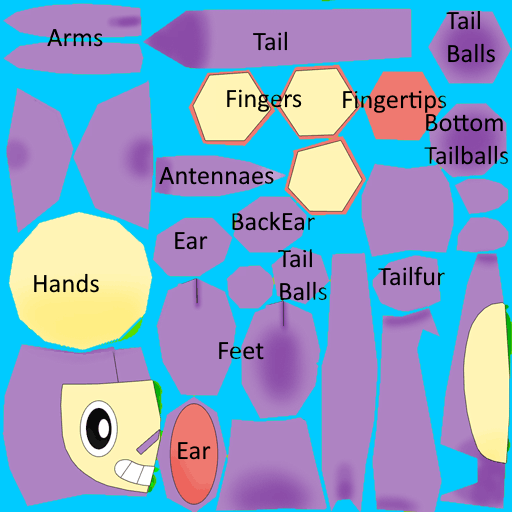 Arms
Tail
Tail
Balls
Fingers
Fingertips
Bottom
Tailballs
Antennaes
Ear
BackEar
Hands
Tail
Balls
Tailfur
Feet
Ear